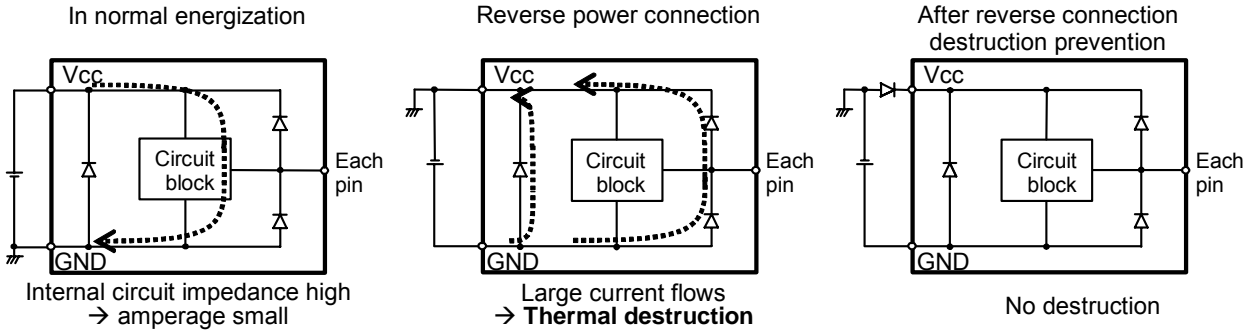 In normal energization
Vcc
Circuit
block
Each
pin
GND
Internal circuit impedance high
→ amperage small
Reverse power connection
Vcc
Circuit
block
Each
pin
GND
Large current flows
→ Thermal destruction
After reverse connection
destruction prevention
Vcc
Circuit
block
Each
pin
GND
No destruction